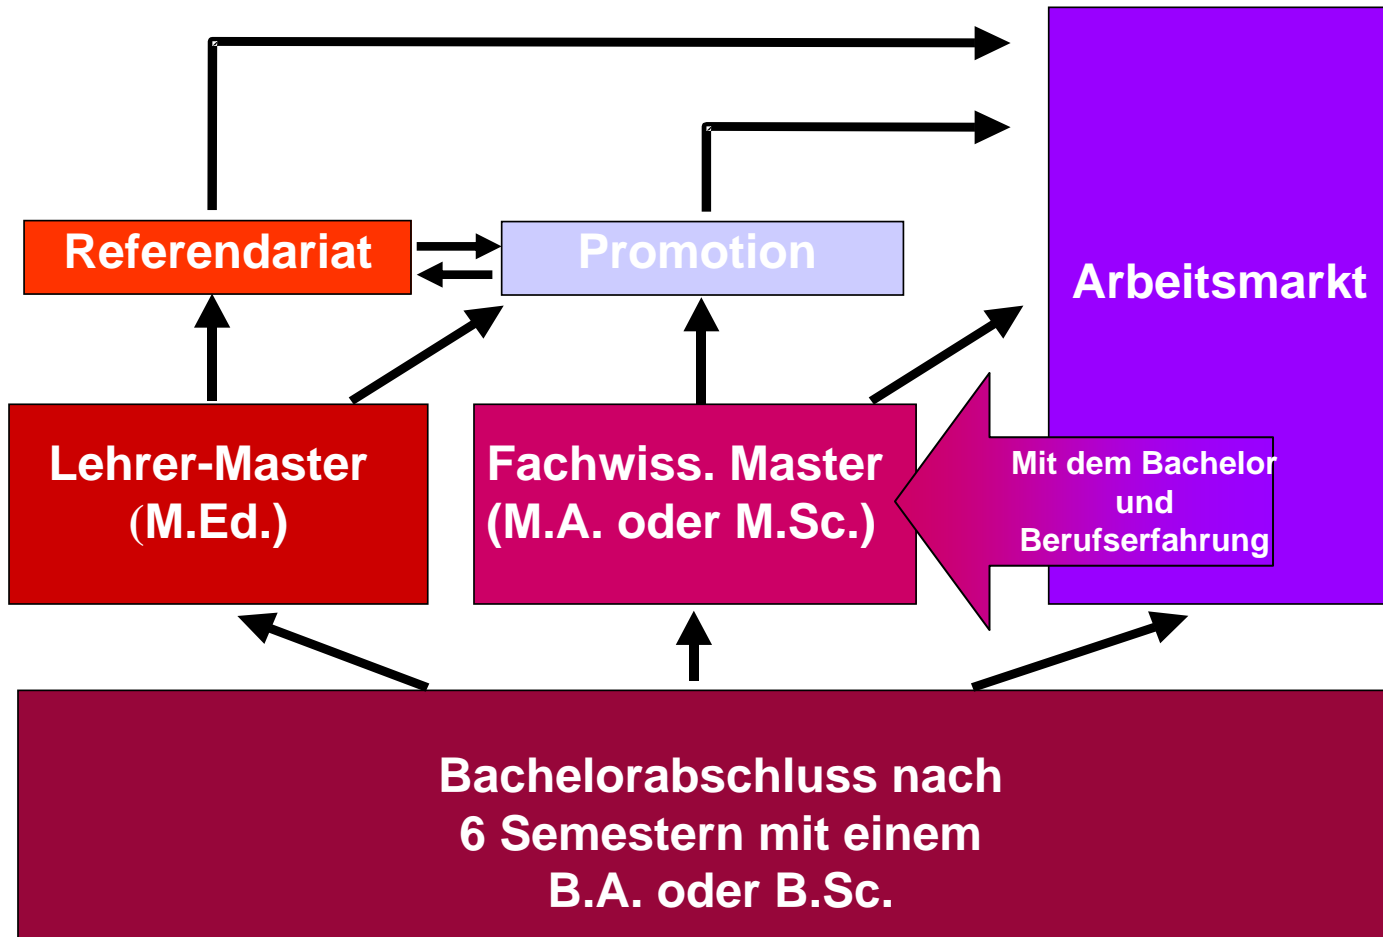 Referendariat
Promotion
Arbeitsmarkt
Lehrer-Master
(M.Ed.)
Fachwiss. Master
(M.A. oder M.Sc.)
Mit dem Bachelor
und
Berufserfahrung
Bachelorabschluss nach
6 Semestern mit einem
B.A. oder B.Sc.